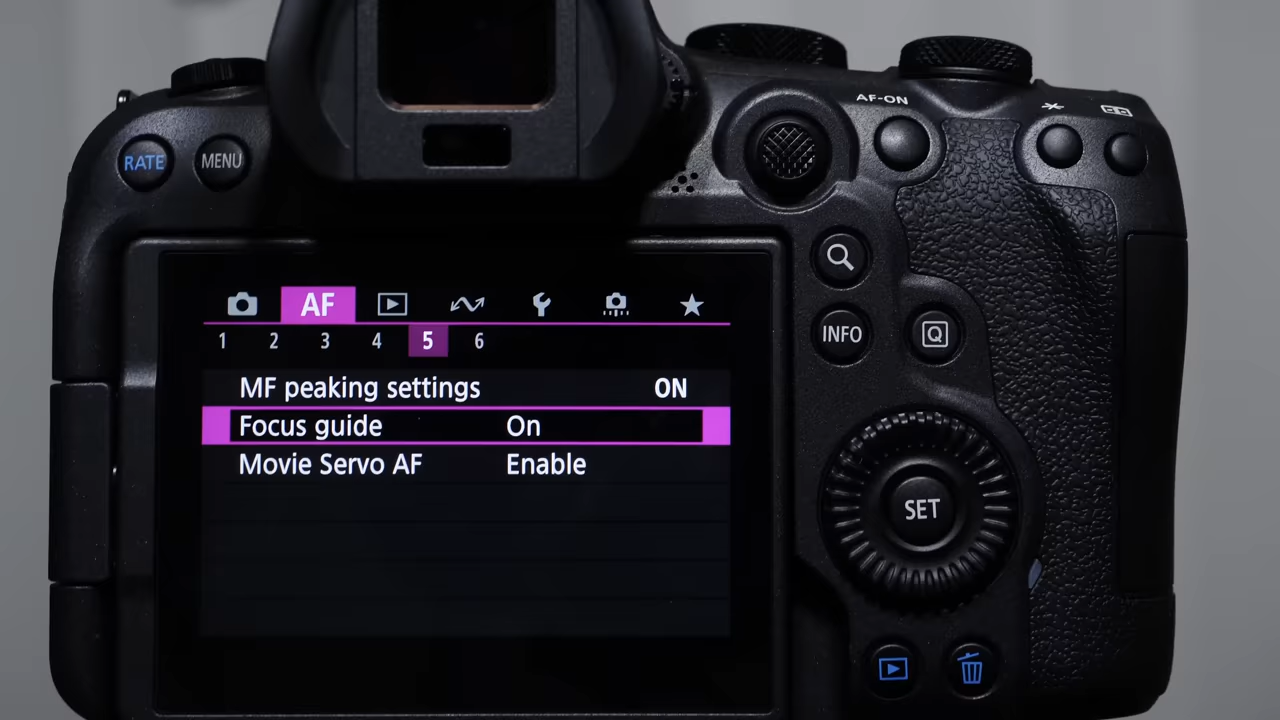 AF-ON
RATE
MENU
AF
1 2 3 4 5 6
MF peaking settings ON
Focus guide On
Movie Servo AF Enable
INFO
Q
SET